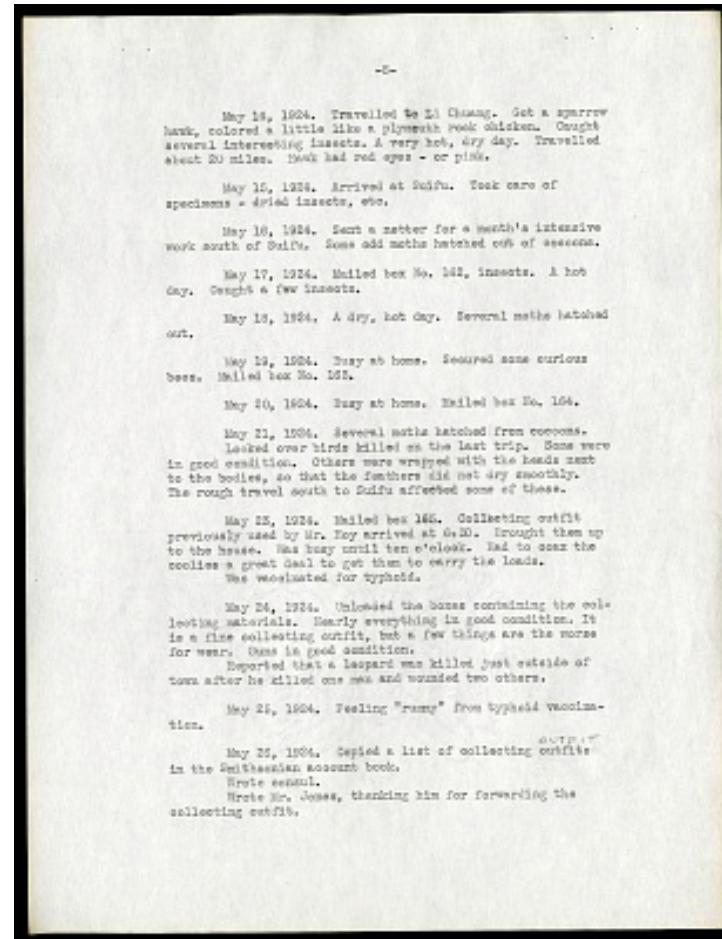 -5-
May 14, 1924. Travelled to Li Chuang. Got a sparrow
hawk, colored a little like a plymouth rock chicken. Caught
several interesting insects. A very hot, dry day. Travelled
about 20 miles. Hawk had red eyes - or pink.
May 15, 1924. Arrived at Suifu. Took care of
specimens - dried insects, etc.
May 16, 1924. Sent a netter for a month's intensive
work south of Suifu. Some odd moths hatched out of cocoons.
May 17, 1924. Mailed box No. 162, insects. A hot
day. Caught a few insects.
May 18, 1924. A dry, hot day. Several moths hatched
out.
May 19, 1924. Busy at home. Secured some curious
bees. Mailed box No. 163.
May 20, 1924. Busy at home. Mailed box No. 164.
May 21, 1924. Several moths hatched from cocoons.
Looked over birds killed on the last trip. Some were
in good condition. Others were wrapped with the heads next
to the bodies, so that the feathers did not dry smoothly.
The rough travel south to Suifu affected some of these.
May 23, 1924. Mailed box 165. Collecting outfit
previously used by Mr. Hoy arrived at 6:30. Brought them up
to the house. Was busy until ten o'clock. Had to coax the
coolies a great deal to get them to carry the loads.
Was vaccinated for typhoid.
May 24, 1924. Unloaded the boxes containing the col-
lecting materials. Nearly everything in good condition. It
is a fine collecting outfit, but a few things are the worse
for wear. Guns in good condition.
Reported that a leopard was killed just outside of
town after he killed one man and wounded two others.
May 25, 1924. Feeling "rummy" from typhoid vaccina-
tion.
OUTFIT
May 26, 1924. Copied a list of collecting outfits
in the Smithsonian account book.
Wrote consul.
Wrote Mr. Jones, thanking him for forwarding the
collecting outfit.